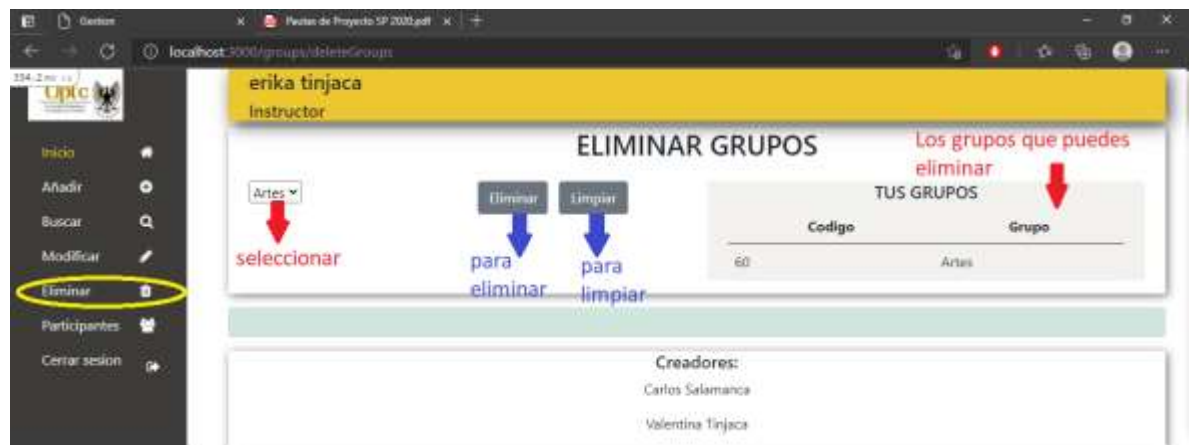 Gestion
Pautas de Proyecto SP 2020.pdf
localhost:3000/groups/deleteGroups
Uptc
erika tinjaca
Instructor
Inicio
Añadir
Buscar
Modificar
Eliminar
Participantes
Cerrar sesion
ELIMINAR GRUPOS
Artes
seleccionar
Eliminar
Limpiar
para
eliminar
para
limpiar
Los grupos que puedes
eliminar
TUS GRUPOS
Codigo Grupo
60 Artes
Creadores:
Carlos Salamanca
Valentina Tinjaca